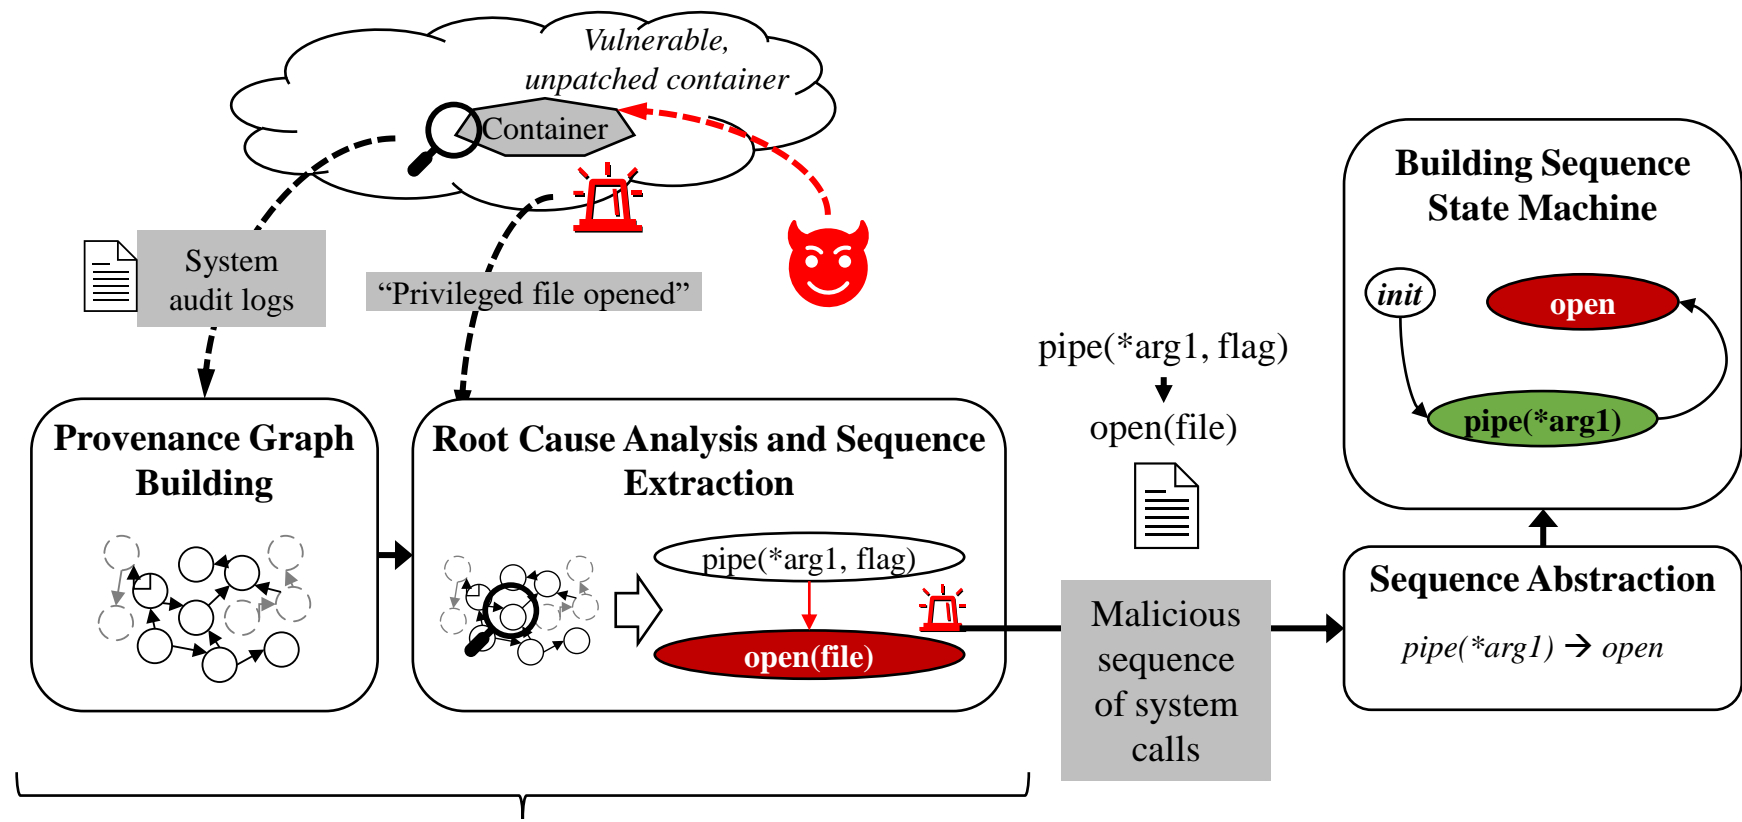 Vulnerable,
unpatched container
Container
System
audit logs
“Privileged file opened”
Provenance Graph
Building
Root Cause Analysis and Sequence
Extraction
pipe(*arg1, flag)
open(file)
pipe(*arg1, flag)
open(file)
Malicious
sequence
of system
calls
Building Sequence
State Machine
init
open
pipe(*arg1)
Sequence Abstraction
pipe(*arg1) → open